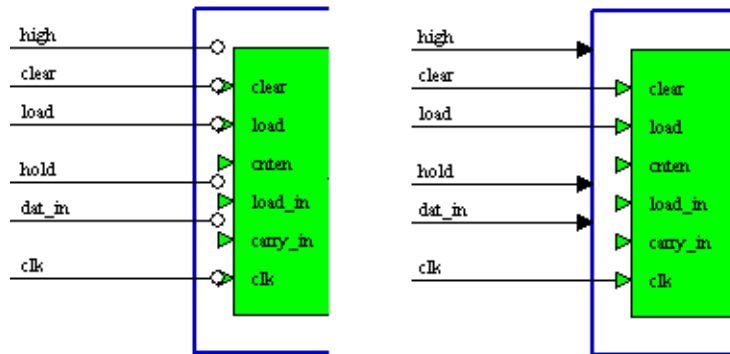 high
clear
load
hold
dat_in
clk
clear
load
cnten
load_in
carry_in
clk
high
clear
load
hold
dat_in
clk
clear
load
cnten
load_in
carry_in
clk